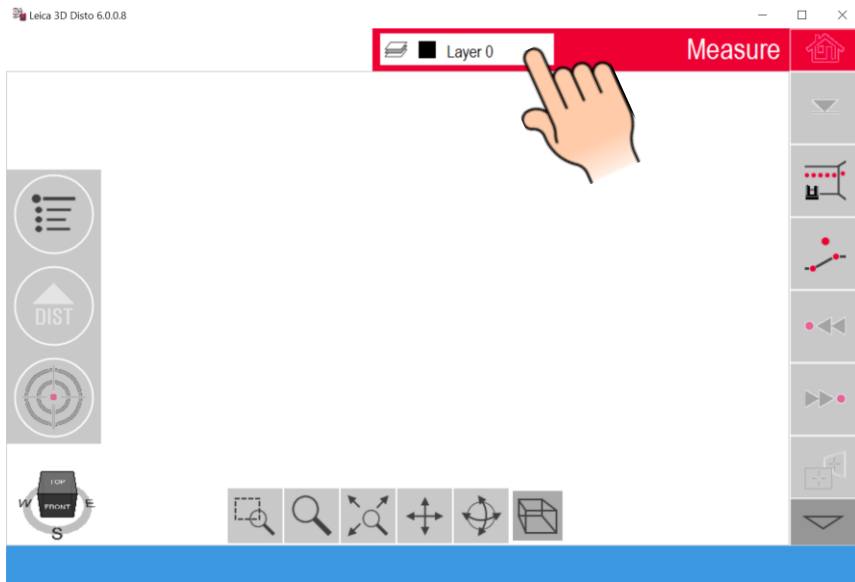 Leica 3D Disto 6.0.0.8
Layer 0
Measure
DIST
TOP
FRONT
W
E
S